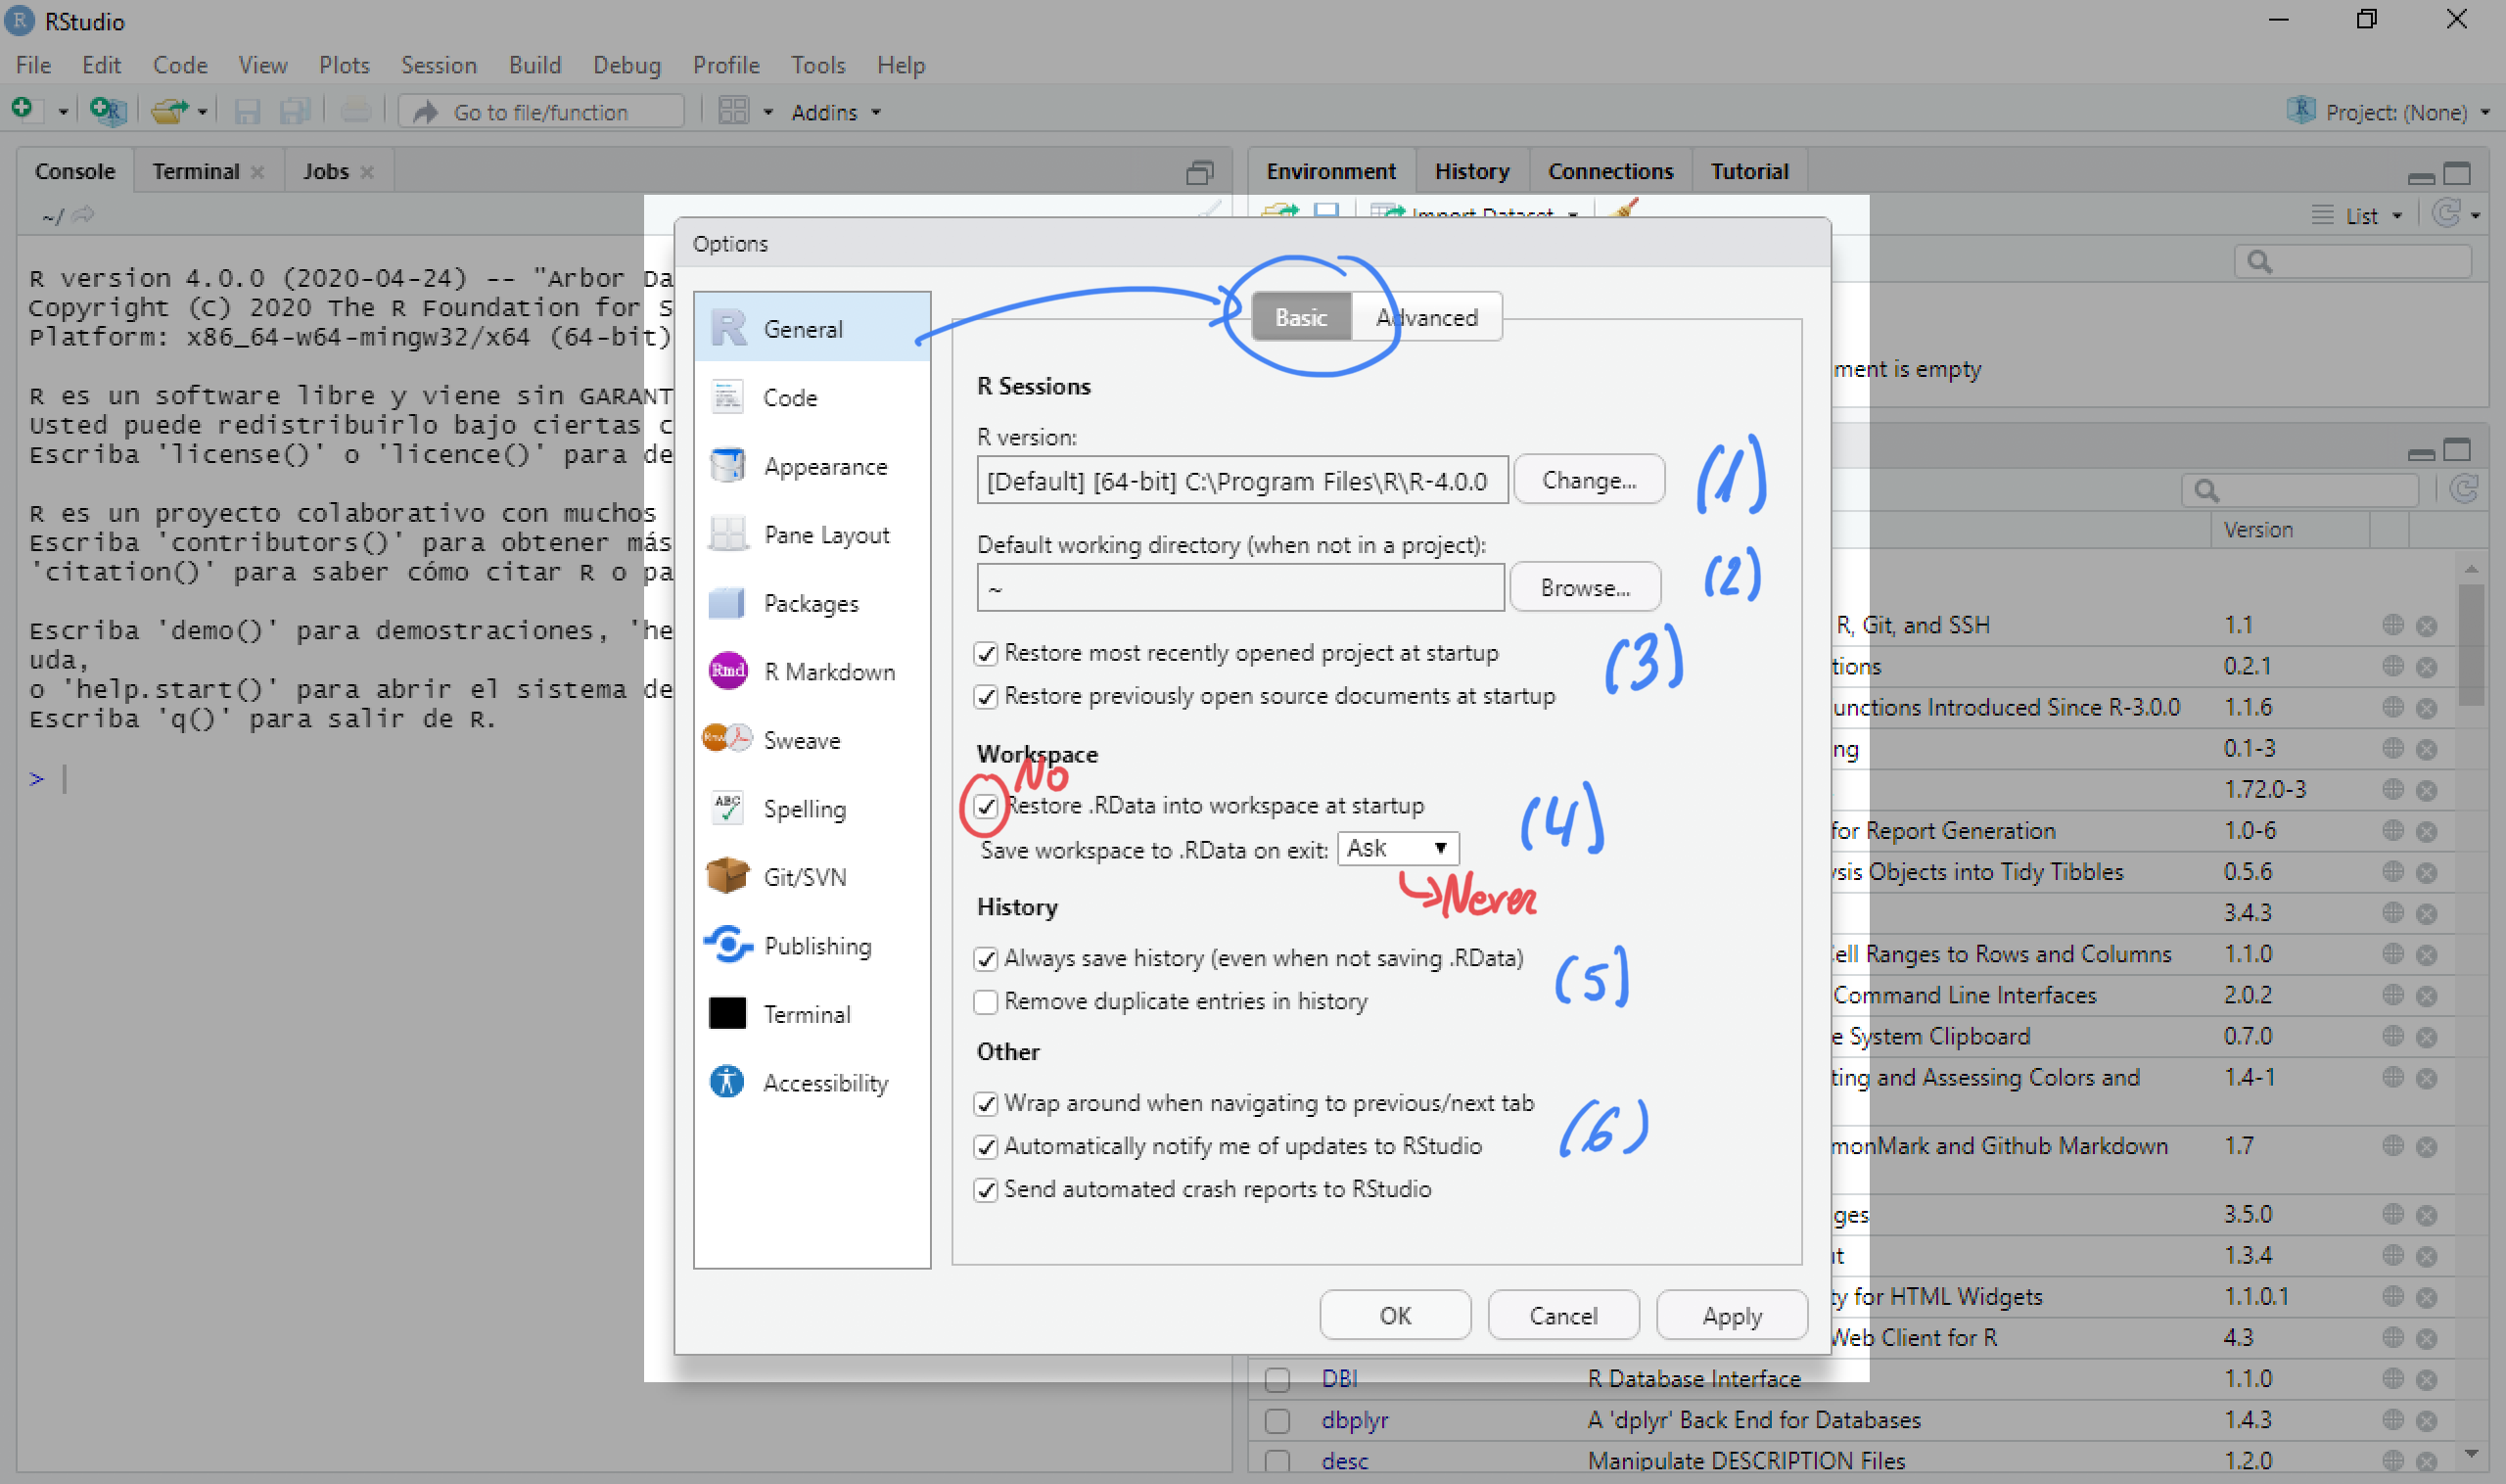 RStudio
File Edit Code View Plots Session Build Debug Profile Tools Help
Go to file/function Addins Project: (None)
Console Terminal Jobs
~/
R version 4.0.0 (2020-04-24) -- "Arbor Da
Copyright (C) 2020 The R Foundation for S
Platform: x86_64-w64-mingw32/x64 (64-bit)
R es un software libre y viene sin GARANT
Usted puede redistribuirlo bajo ciertas c
Escriba 'license()' o 'licence()' para de
R es un proyecto colaborativo con muchos
Escriba 'contributors()' para obtener más
'citation()' para saber cómo citar R o pa
Escriba 'demo()' para demostraciones, 'he
uda,
o 'help.start()' para abrir el sistema de
Escriba 'q()' para salir de R.
>
Options
General
Code
Appearance
Pane Layout
Packages
Rmd R Markdown
Sweave
ABC Spelling
Git/SVN
Publishing
Terminal
Accessibility
Basic Advanced
R Sessions
R version:
[Default] [64-bit] C:\Program Files\R\R-4.0.0 Change... (1)
Default working directory (when not in a project):
~ Browse... (2)
Restore most recently opened project at startup (3)
Restore previously open source documents at startup
Workspace
No
Restore .RData into workspace at startup (4)
Save workspace to .RData on exit: Ask
Never
History
Always save history (even when not saving .RData) (5)
Remove duplicate entries in history
Other
Wrap around when navigating to previous/next tab (6)
Automatically notify me of updates to RStudio
Send automated crash reports to RStudio
OK Cancel Apply
Environment History Connections Tutorial
Import Dataset List
ment is empty
Version
R, Git, and SSH 1.1
tions 0.2.1
unctions Introduced Since R-3.0.0 1.1.6
ng 0.1-3
1.72.0-3
for Report Generation 1.0-6
ysis Objects into Tidy Tibbles 0.5.6
3.4.3
Cell Ranges to Rows and Columns 1.1.0
Command Line Interfaces 2.0.2
e System Clipboard 0.7.0
ting and Assessing Colors and 1.4-1
monMark and Github Markdown 1.7
ges 3.5.0
ut 1.3.4
ty for HTML Widgets 1.1.0.1
Web Client for R 4.3
DBI R Database Interface 1.1.0
dbplyr A 'dplyr' Back End for Databases 1.4.3
desc Manipulate DESCRIPTION Files 1.2.0